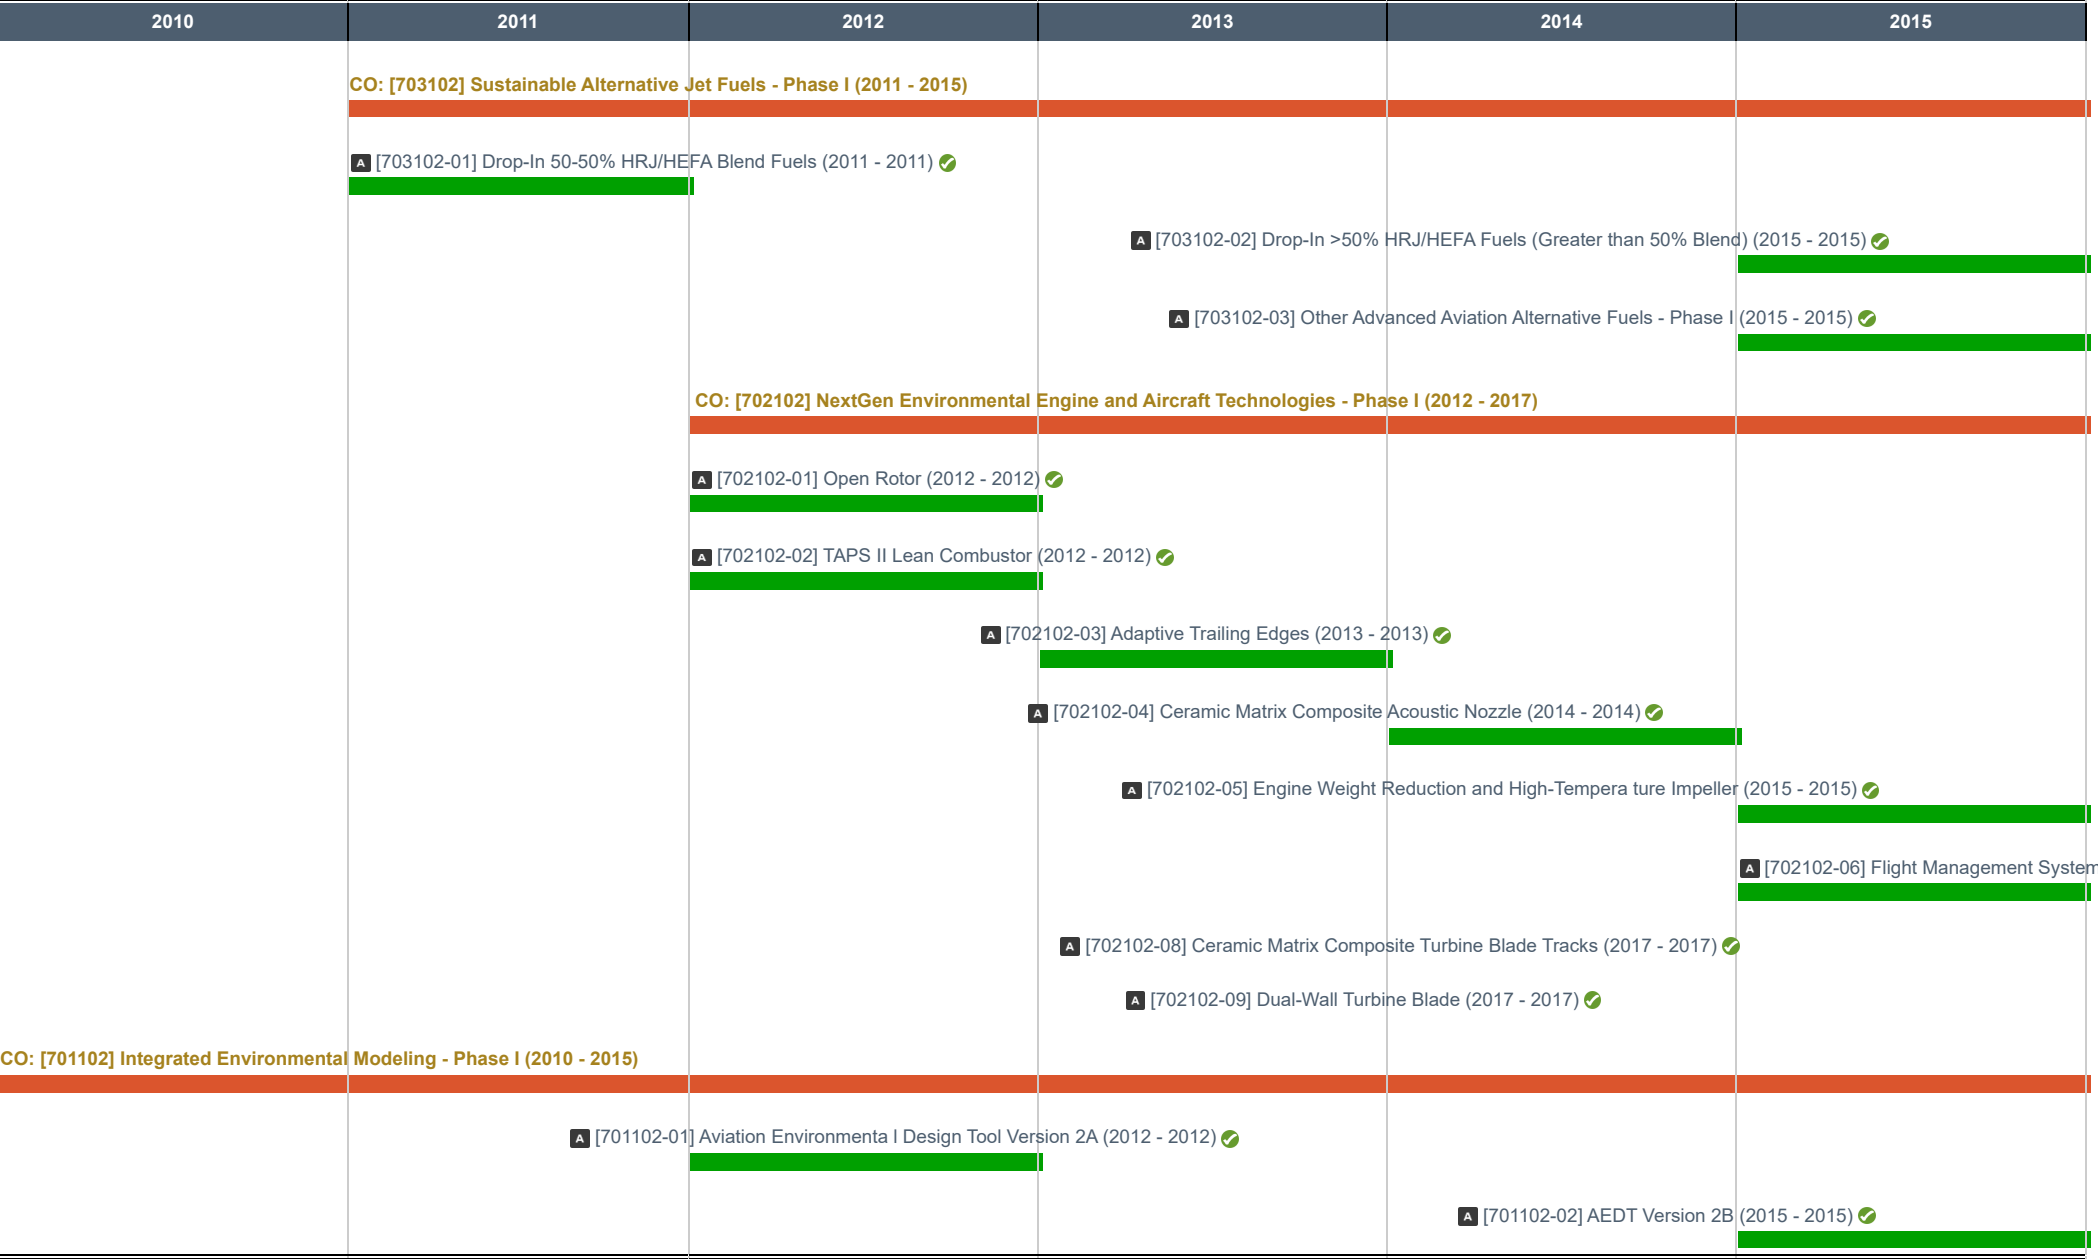 2010 2011 2012 2013 2014 2015
CO: [703102] Sustainable Alternative Jet Fuels - Phase I (2011 - 2015)
A [703102-01] Drop-In 50-50% HRJ/HEFA Blend Fuels (2011 - 2011)
A [703102-02] Drop-In >50% HRJ/HEFA Fuels (Greater than 50% Blend) (2015 - 2015)
A [703102-03] Other Advanced Aviation Alternative Fuels - Phase I (2015 - 2015)
CO: [702102] NextGen Environmental Engine and Aircraft Technologies - Phase I (2012 - 2017)
A [702102-01] Open Rotor (2012 - 2012)
A [702102-02] TAPS II Lean Combustor (2012 - 2012)
A [702102-03] Adaptive Trailing Edges (2013 - 2013)
A [702102-04] Ceramic Matrix Composite Acoustic Nozzle (2014 - 2014)
A [702102-05] Engine Weight Reduction and High-Tempera ture Impeller (2015 - 2015)
A [702102-06] Flight Management System
A [702102-08] Ceramic Matrix Composite Turbine Blade Tracks (2017 - 2017)
A [702102-09] Dual-Wall Turbine Blade (2017 - 2017)
CO: [701102] Integrated Environmental Modeling - Phase I (2010 - 2015)
A [701102-01] Aviation Environmenta l Design Tool Version 2A (2012 - 2012)
A [701102-02] AEDT Version 2B (2015 - 2015)